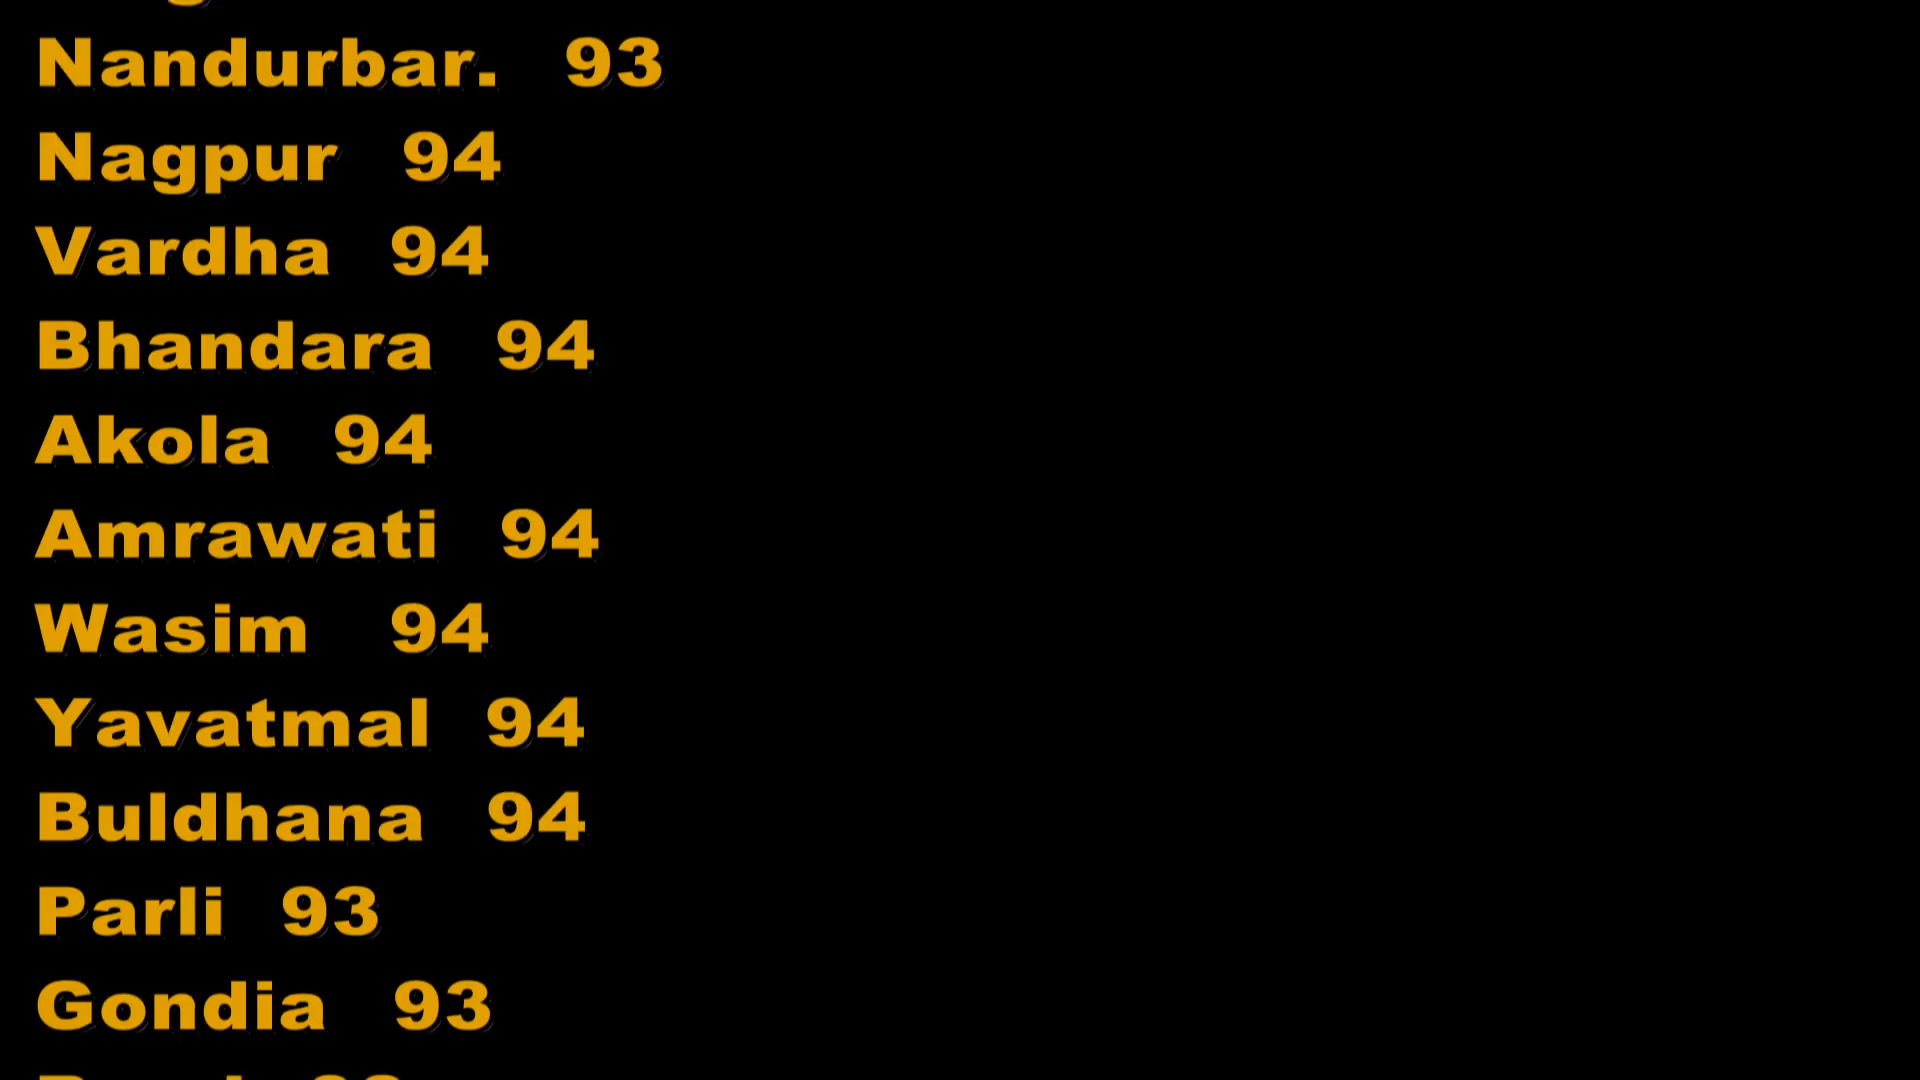 Nandurbar. 93
Nagpur 94
Vardha 94
Bhandara 94
Akola 94
Amrawati 94
Wasim 94
Yavatmal 94
Buldhana 94
Parli 93
Gondia 93